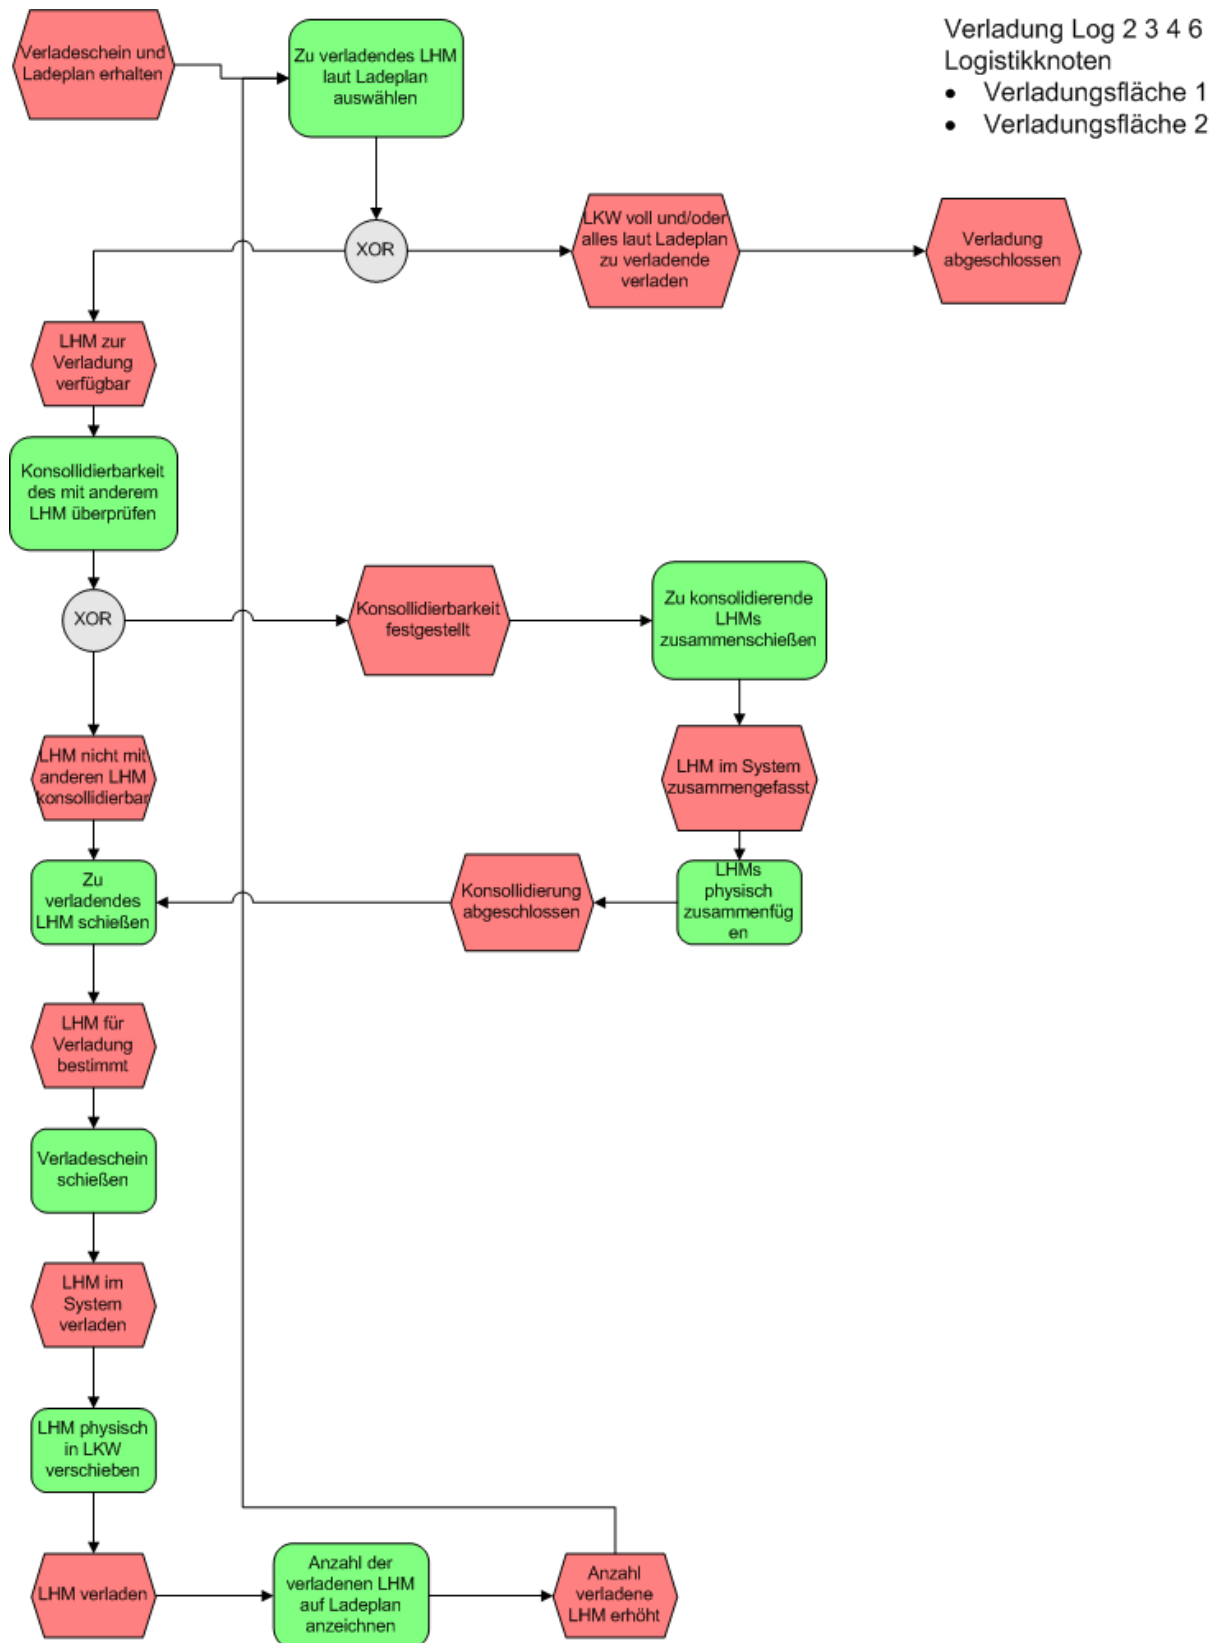 Verladeschein und
Ladeplan erhalten
Zu verladendes LHM
laut Ladeplan
auswählen
Verladung Log 2 3 4 6
Logistikknoten
• Verladungsfläche 1
• Verladungsfläche 2
XOR
LKW voll und/oder
alles laut Ladeplan
zu verladende
verladen
Verladung
abgeschlossen
LHM zur
Verladung
verfügbar
Konsollidierbarkeit
des mit anderem
LHM überprüfen
XOR
Konsollidierbarkeit
festgestellt
Zu konsolidierende
LHMs
zusammenschießen
LHM nicht mit
anderen LHM
konsollidierbar
LHM im System
zusammengefasst
Zu
verladendes
LHM schießen
Konsollidierung
abgeschlossen
LHMs
physisch
zusammenfüg
en
LHM für
Verladung
bestimmt
Verladeschein
schießen
LHM im
System
verladen
LHM physisch
in LKW
verschieben
LHM verladen
Anzahl der
verladenen LHM
auf Ladeplan
anzeichnen
Anzahl
verladene
LHM erhöht